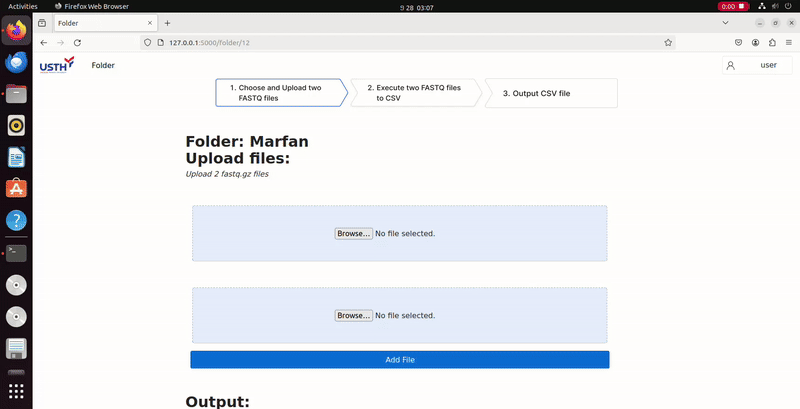 Activities
Firefox Web Browser
9 28 03:07
0:00
Folder
127.0.0.1:5000/folder/12
USTH
Folder
user
1. Choose and Upload two
FASTQ files
2. Execute two FASTQ files
to CSV
3. Output CSV file
Folder: Marfan
Upload files:
Upload 2 fastq.gz files
Browse... No file selected.
Browse... No file selected.
Add File
Output: